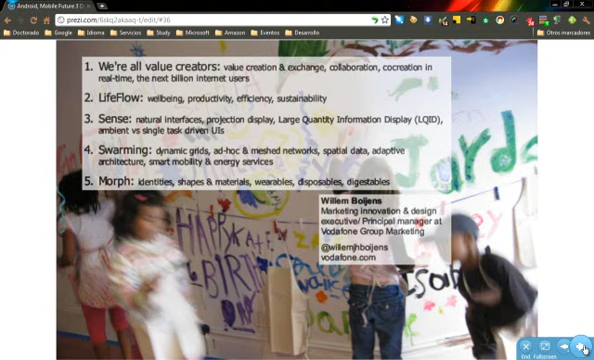 Android, Mobile Future 3 D
prezi.com/6skq2akaaq-t/edit/#36
Doctorado
Google
Idioma
Servicios
Study
Microsoft
Amazon
Eventos
Desarrollo
Otros marcadores
1. We're all value creators: value creation & exchange, collaboration, cocreation in
real-time, the next billion internet users
2. LifeFlow: wellbeing, productivity, efficiency, sustainability
3. Sense: natural interfaces, projection display, Large Quantity Information Display (LQID),
ambient vs single task driven UIs
4. Swarming: dynamic grids, ad-hoc & meshed networks, spatial data, adaptive
architecture, smart mobility & energy services
5. Morph: identities, shapes & materials, wearables, disposables, digestables
Jarde
Willem Boijens
Marketing innovation & design
executive/ Principal manager at
Vodafone Group Marketing
@willemjhboijens
vodafone.com
HAPPY
BIRTH
Isab
End
Fullscreen